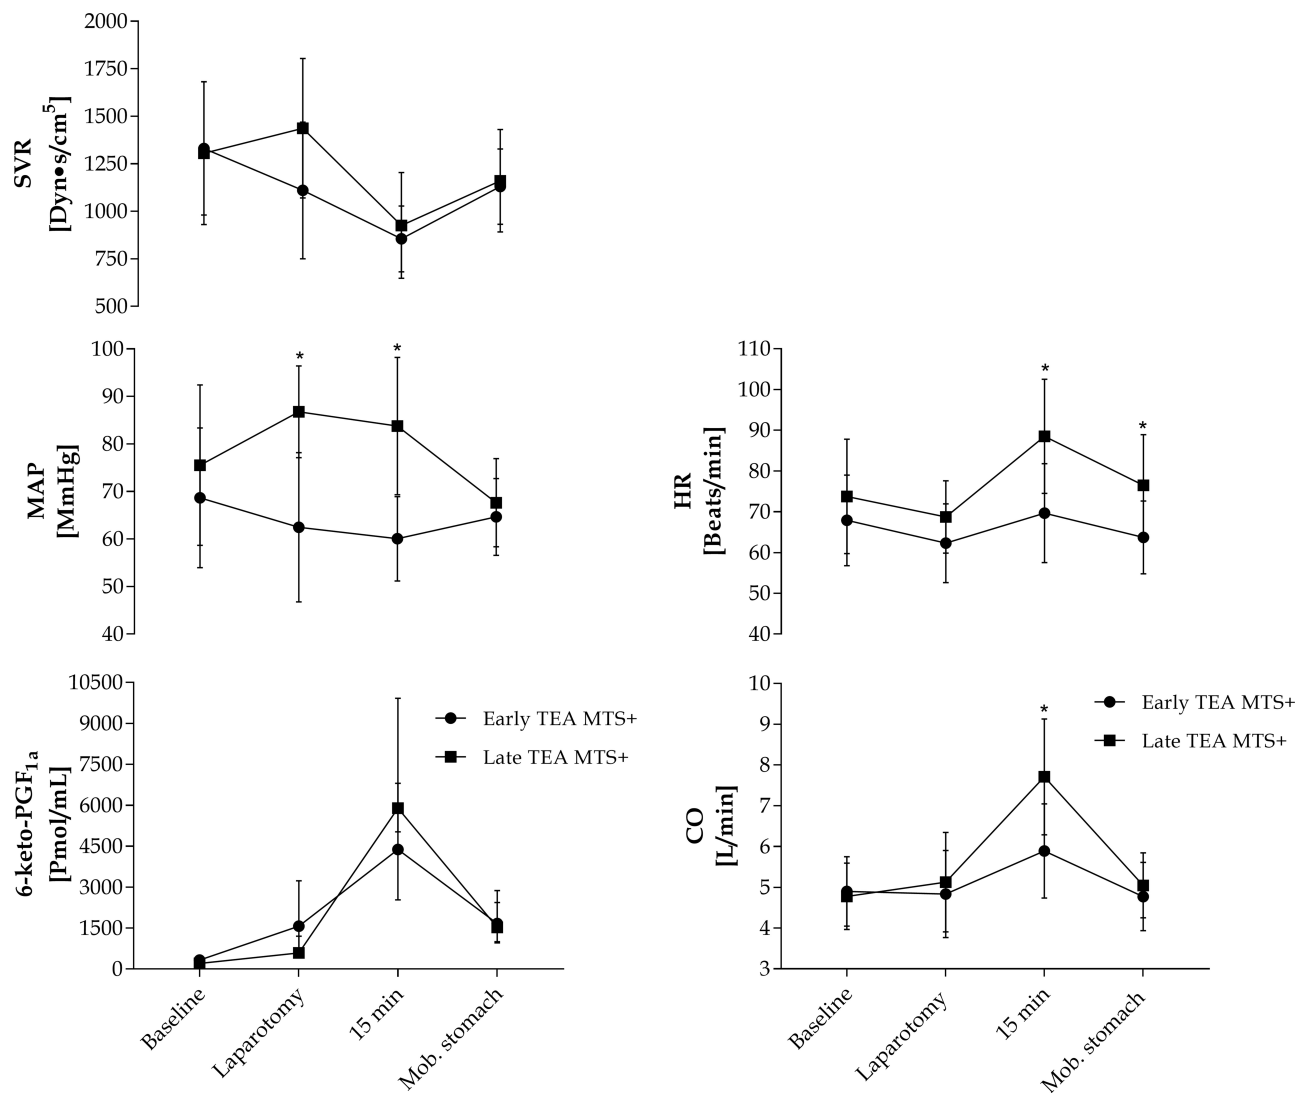 2000
1750
1500
1250
1000
750
500
SVR
[Dyn•s/cm⁵]
100
90
80
70
60
50
40
MAP
[MmHg]
*
*
110
100
90
80
70
60
50
40
HR
[Beats/min]
*
*
10500
9000
7500
6000
4500
3000
1500
0
6-keto-PGF₁ₐ
[Pmol/mL]
Early TEA MTS+
Late TEA MTS+
Baseline
Laparotomy
15 min
Mob. stomach
10
9
8
7
6
5
4
3
CO
[L/min]
*
Early TEA MTS+
Late TEA MTS+
Baseline
Laparotomy
15 min
Mob. stomach